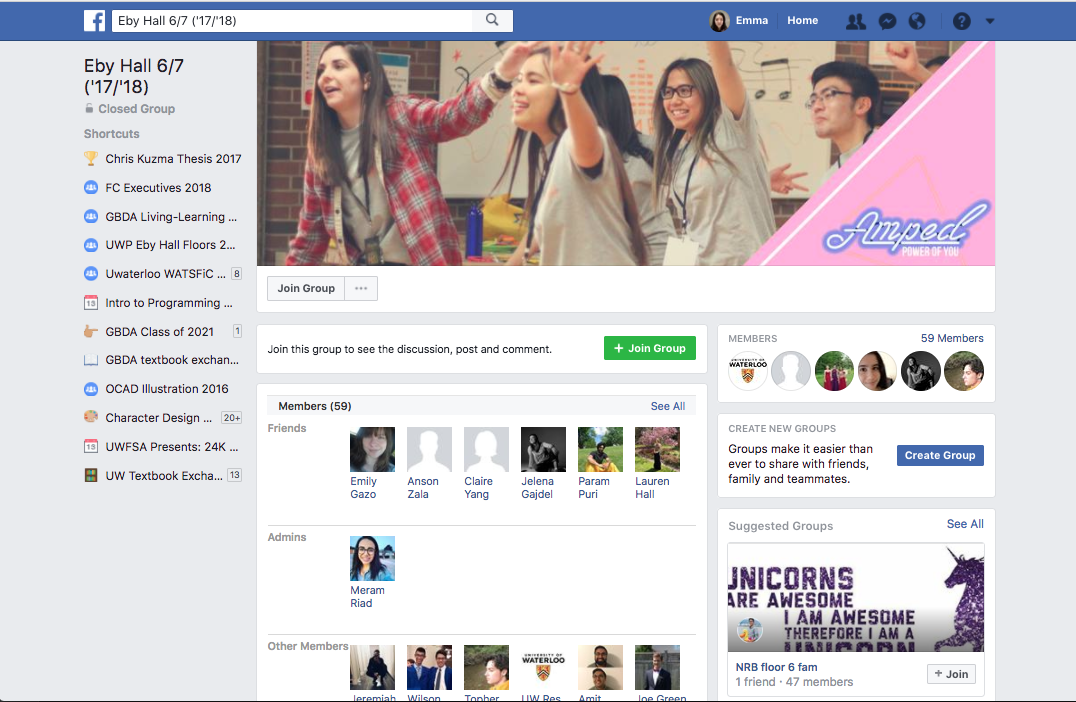 Eby Hall 6/7 ('17/'18)
Emma
Home
Eby Hall 6/7
('17/'18)
Closed Group
Shortcuts
Chris Kuzma Thesis 2017
FC Executives 2018
GBDA Living-Learning ...
UWP Eby Hall Floors 2...
Uwaterloo WATSFiC ... 8
13 Intro to Programming ...
GBDA Class of 2021 1
GBDA textbook exchan...
OCAD Illustration 2016
Character Design ... 20+
13 UWFSA Presents: 24K ...
UW Textbook Excha... 13
Amped
POWER OF YOU
Join Group ...
Join this group to see the discussion, post and comment.
+ Join Group
Members (59) See All
Friends
Emily Gazo
Anson Zala
Claire Yang
Jelena Gajdel
Param Puri
Lauren Hall
Admins
Meram Riad
Other Members
UNIVERSITY OF
WATERLOO
Jeremiah
Wilson
Topher
UW Res
Amit
Joe Green
MEMBERS 59 Members
UNIVERSITY OF
WATERLOO
CREATE NEW GROUPS
Groups make it easier than
ever to share with friends,
family and teammates.
Create Group
Suggested Groups See All
UNICORNS
ARE AWESOME
I AM AWESOME
THEREFORE I AM A
UNICORN
NRB floor 6 fam
1 friend · 47 members
+ Join